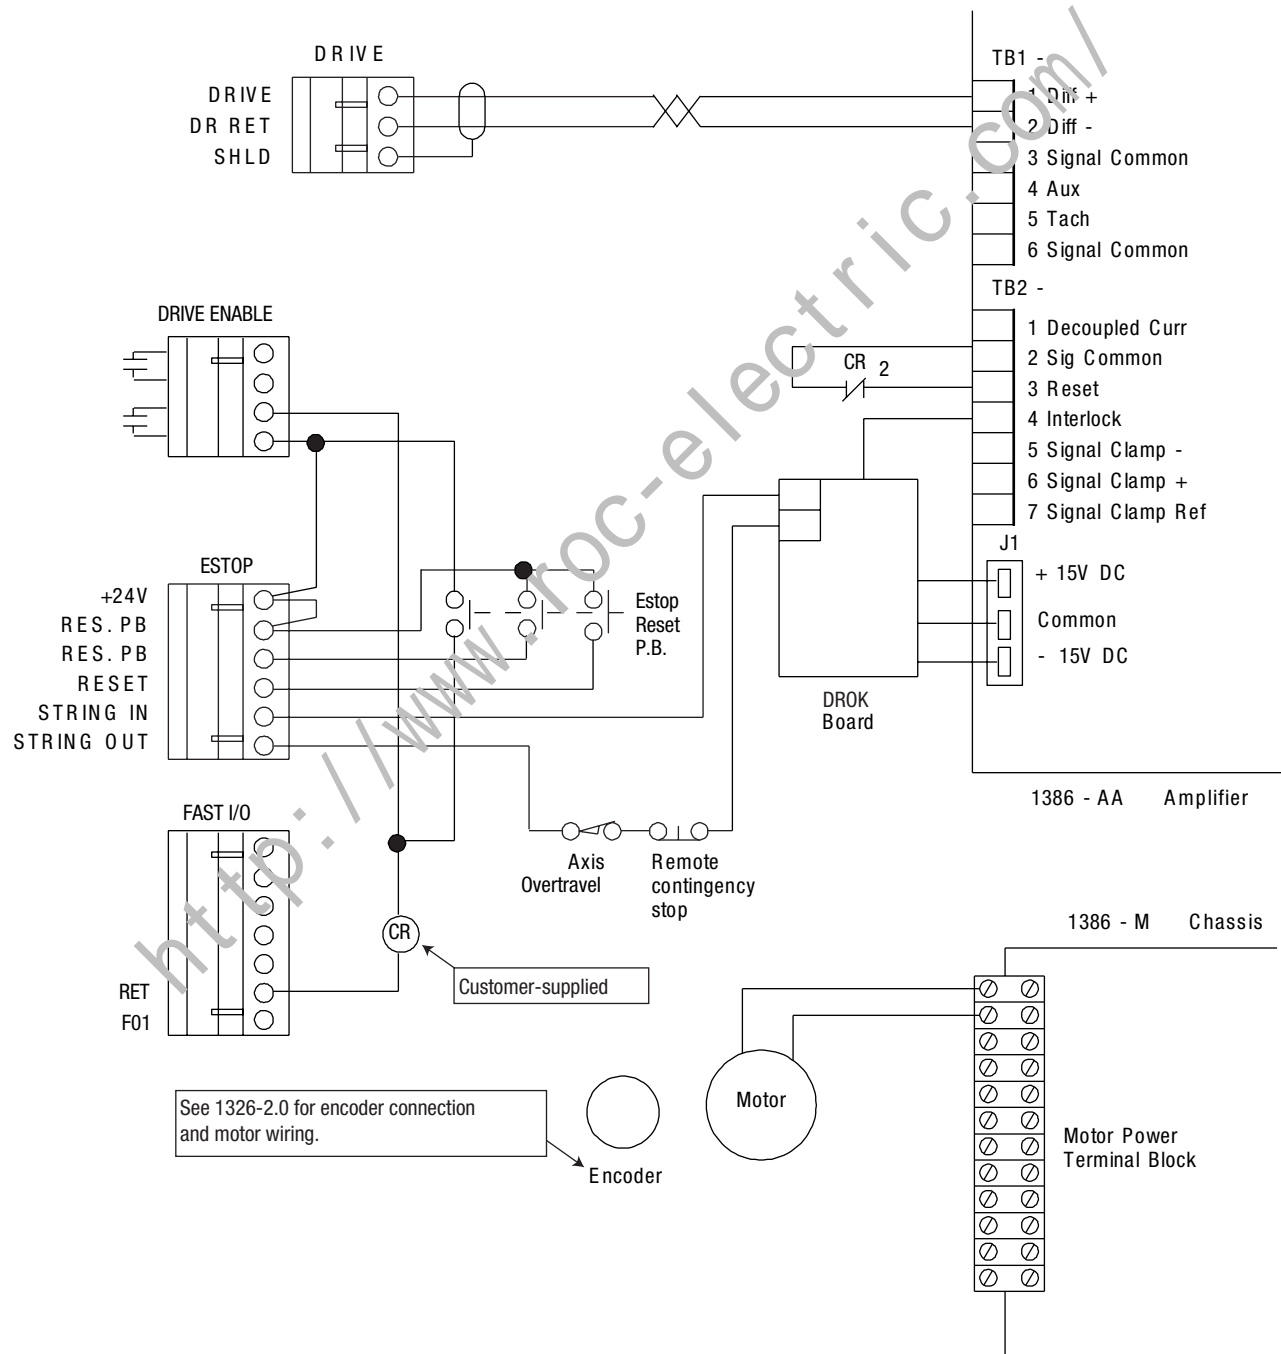 DRIVE
DRIVE
DR RET
SHLD
TB1 -
1 Diff +
2 Diff -
3 Signal Common
4 Aux
5 Tach
6 Signal Common
TB2 -
1 Decoupled Curr
2 Sig Common
3 Reset
4 Interlock
5 Signal Clamp -
6 Signal Clamp +
7 Signal Clamp Ref
CR 2
DRIVE ENABLE
ESTOP
+24V
RES. PB
RES. PB
RESET
STRING IN
STRING OUT
Estop
Reset
P.B.
J1
+ 15V DC
Common
- 15V DC
DROK
Board
1386 - AA Amplifier
FAST I/O
RET
F01
Axis
Overtravel
Remote
contingency
stop
CR
Customer-supplied
1386 - M Chassis
Motor
See 1326-2.0 for encoder connection
and motor wiring.
Encoder
Motor Power
Terminal Block
http://www.roc-electric.com/